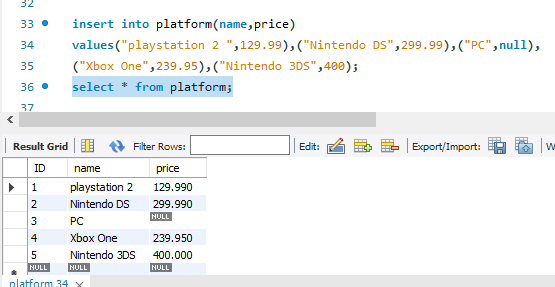 32
33 insert into platform(name,price)
34 values("playstation 2 ",129.99),("Nintendo DS",299.99),("PC",null),
35 ("Xbox One",239.95),("Nintendo 3DS",400);
36 select * from platform;
37
Result Grid Filter Rows: Edit: Export/Import:
ID name price
1 playstation 2 129.990
2 Nintendo DS 299.990
3 PC NULL
4 Xbox One 239.950
5 Nintendo 3DS 400.000
NULL NULL NULL
platform 34